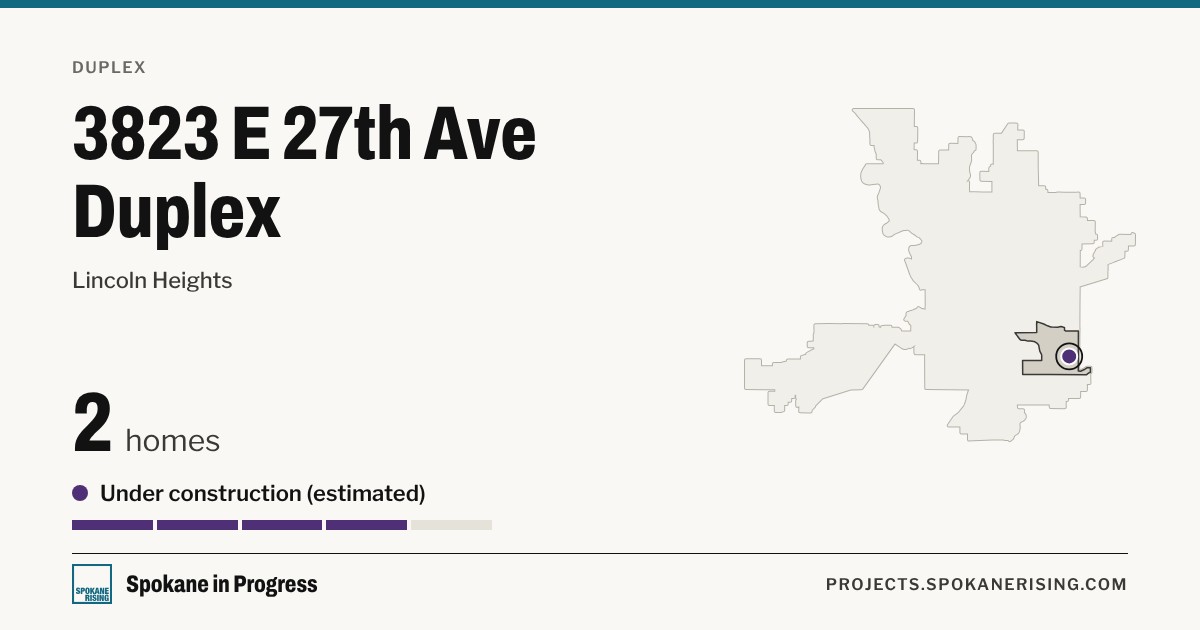 DUPLEX
3823 E 27th Ave
Duplex
Lincoln Heights
2 homes
Under construction (estimated)
SPOKANE
RISING
Spokane in Progress
PROJECTS.SPOKANERISING.COM